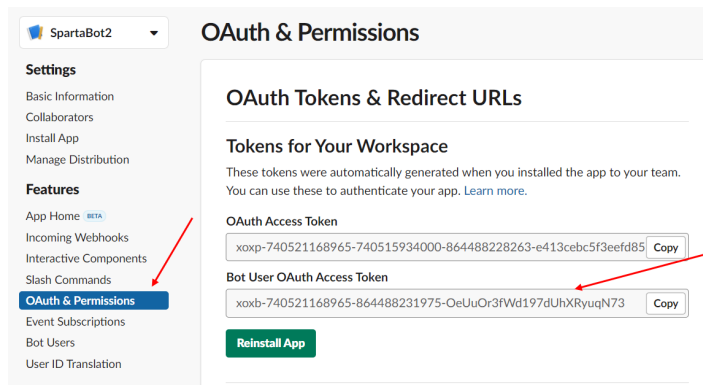 SpartaBot2
OAuth & Permissions
Settings
Basic Information
Collaborators
Install App
Manage Distribution
Features
App Home BETA
Incoming Webhooks
Interactive Components
Slash Commands
OAuth & Permissions
Event Subscriptions
Bot Users
User ID Translation
OAuth Tokens & Redirect URLs
Tokens for Your Workspace
These tokens were automatically generated when you installed the app to your team.
You can use these to authenticate your app. Learn more.
OAuth Access Token
xoxp-740521168965-740515934000-864488228263-e413cebc5f3eefd85 Copy
Bot User OAuth Access Token
xoxb-740521168965-864488231975-OeUuOr3fWd197dUhXRyuqN73 Copy
Reinstall App